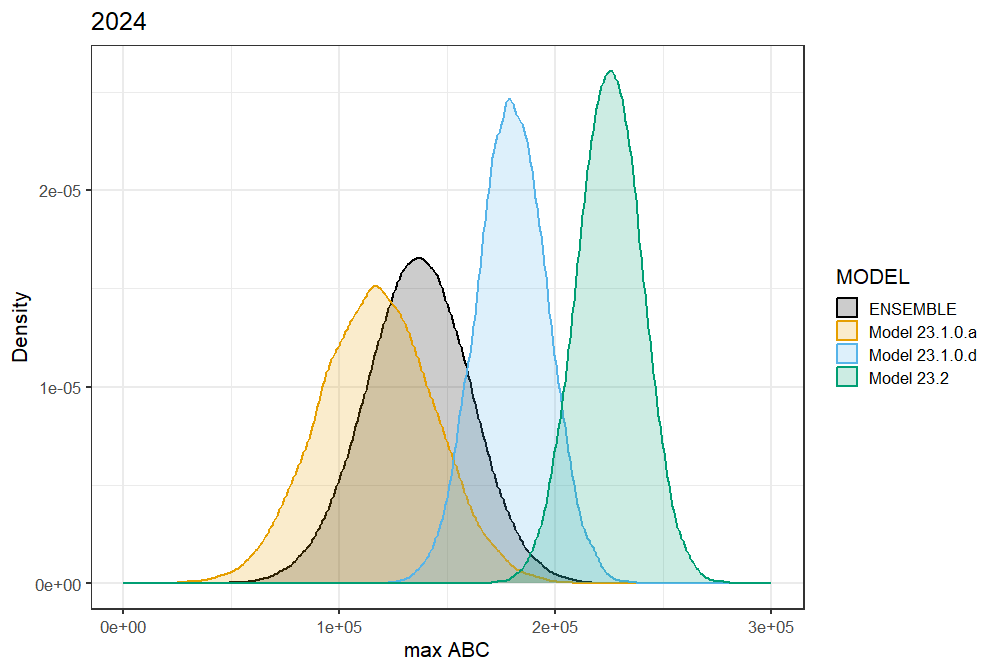 2024
Density
2e-05
1e-05
0e+00
0e+00 1e+05 2e+05 3e+05
max ABC
MODEL
ENSEMBLE
Model 23.1.0.a
Model 23.1.0.d
Model 23.2